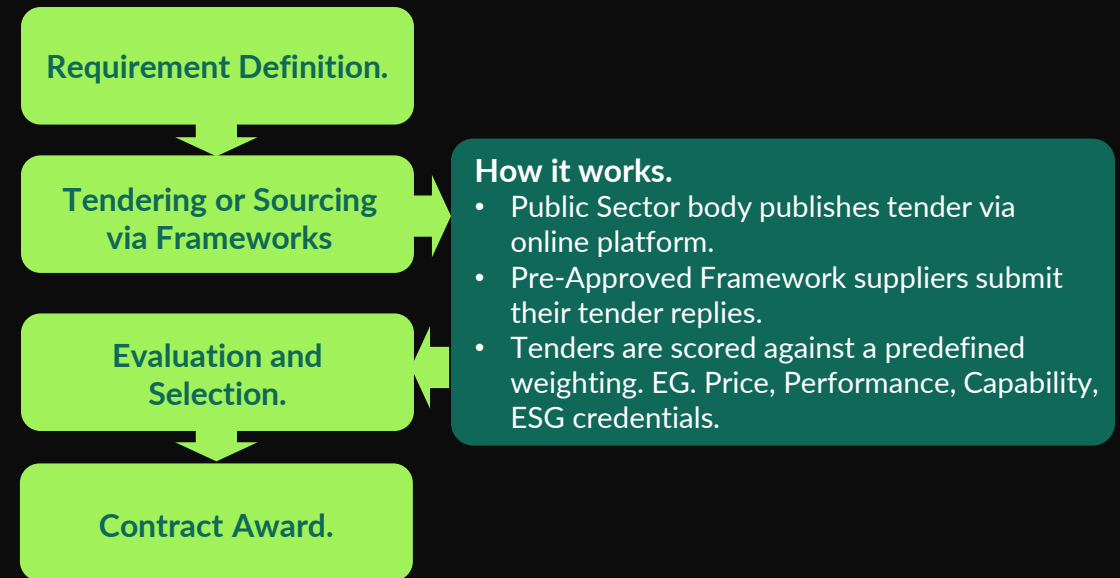 Requirement Definition.
Tendering or Sourcing
via Frameworks
How it works.
• Public Sector body publishes tender via
online platform.
• Pre-Approved Framework suppliers submit
their tender replies.
• Tenders are scored against a predefined
weighting. EG. Price, Performance, Capability,
ESG credentials.
Evaluation and
Selection.
Contract Award.